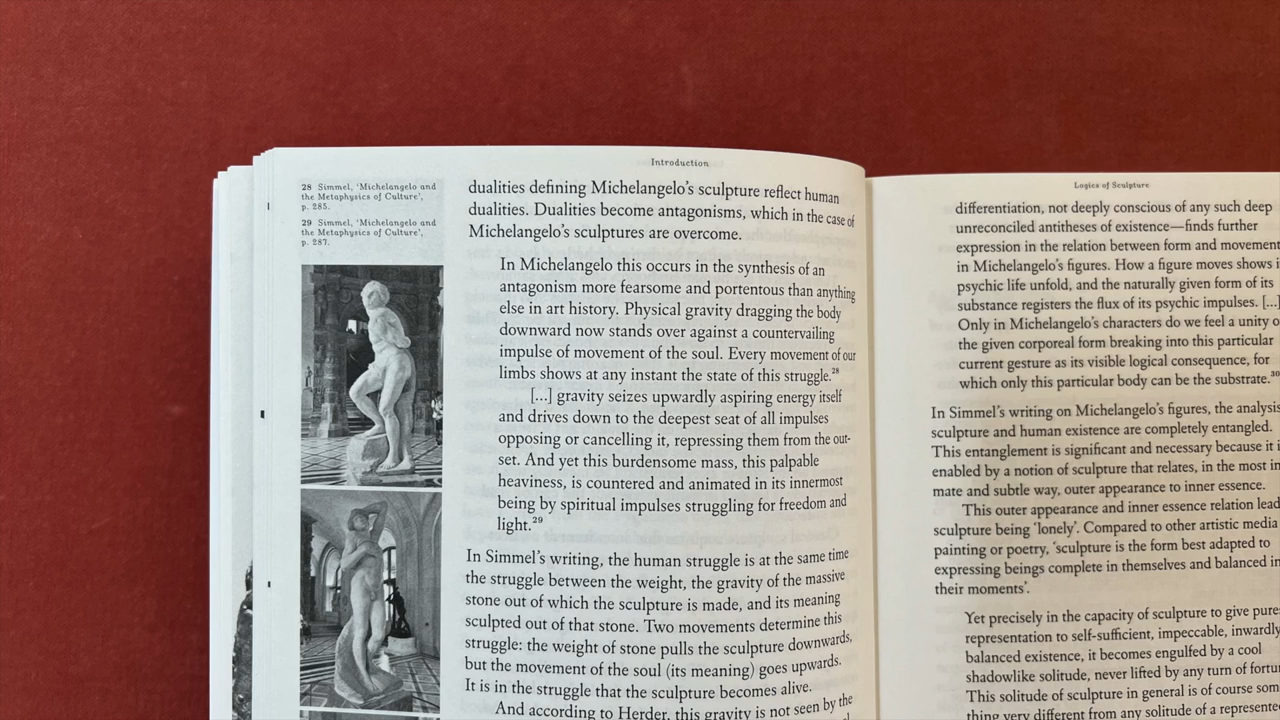 Introduction
28 Simmel, 'Michelangelo and
the Metaphysics of Culture',
p. 285.
29 Simmel, 'Michelangelo and
the Metaphysics of Culture',
p. 287.
dualities defining Michelangelo's sculpture reflect human
dualities. Dualities become antagonisms, which in the case of
Michelangelo's sculptures are overcome.
In Michelangelo this occurs in the synthesis of an
antagonism more fearsome and portentous than anything
else in art history. Physical gravity dragging the body
downward now stands over against a countervailing
impulse of movement of the soul. Every movement of our
limbs shows at any instant the state of this struggle.²⁸
[...] gravity seizes upwardly aspiring energy itself
and drives down to the deepest seat of all impulses
opposing or cancelling it, repressing them from the out-
set. And yet this burdensome mass, this palpable
heaviness, is countered and animated in its innermost
being by spiritual impulses struggling for freedom and
light.²⁹
In Simmel's writing, the human struggle is at the same time
the struggle between the weight, the gravity of the massive
stone out of which the sculpture is made, and its meaning
sculpted out of that stone. Two movements determine this
struggle: the weight of stone pulls the sculpture downwards,
but the movement of the soul (its meaning) goes upwards.
It is in the struggle that the sculpture becomes alive.
And according to Herder, this gravity is not seen by the
Logics of Sculpture
differentiation, not deeply conscious of any such deep
unreconciled antitheses of existence—finds further
expression in the relation between form and movement
in Michelangelo's figures. How a figure moves shows
psychic life unfold, and the naturally given form of its
substance registers the flux of its psychic impulses. [...
Only in Michelangelo's characters do we feel a unity
the given corporeal form breaking into this particular
current gesture as its visible logical consequence, for
which only this particular body can be the substrate.³⁰
In Simmel's writing on Michelangelo's figures, the analysis
sculpture and human existence are completely entangled.
This entanglement is significant and necessary because it
enabled by a notion of sculpture that relates, in the most in
mate and subtle way, outer appearance to inner essence.
This outer appearance and inner essence relation lead
sculpture being 'lonely'. Compared to other artistic media
painting or poetry, 'sculpture is the form best adapted to
expressing beings complete in themselves and balanced in
their moments'.
Yet precisely in the capacity of sculpture to give pure
representation to self-sufficient, impeccable, inwardly
balanced existence, it becomes engulfed by a cool
shadowlike solitude, never lifted by any turn of fortu
This solitude of sculpture in general is of course som
thing very different from any solitude of a represente